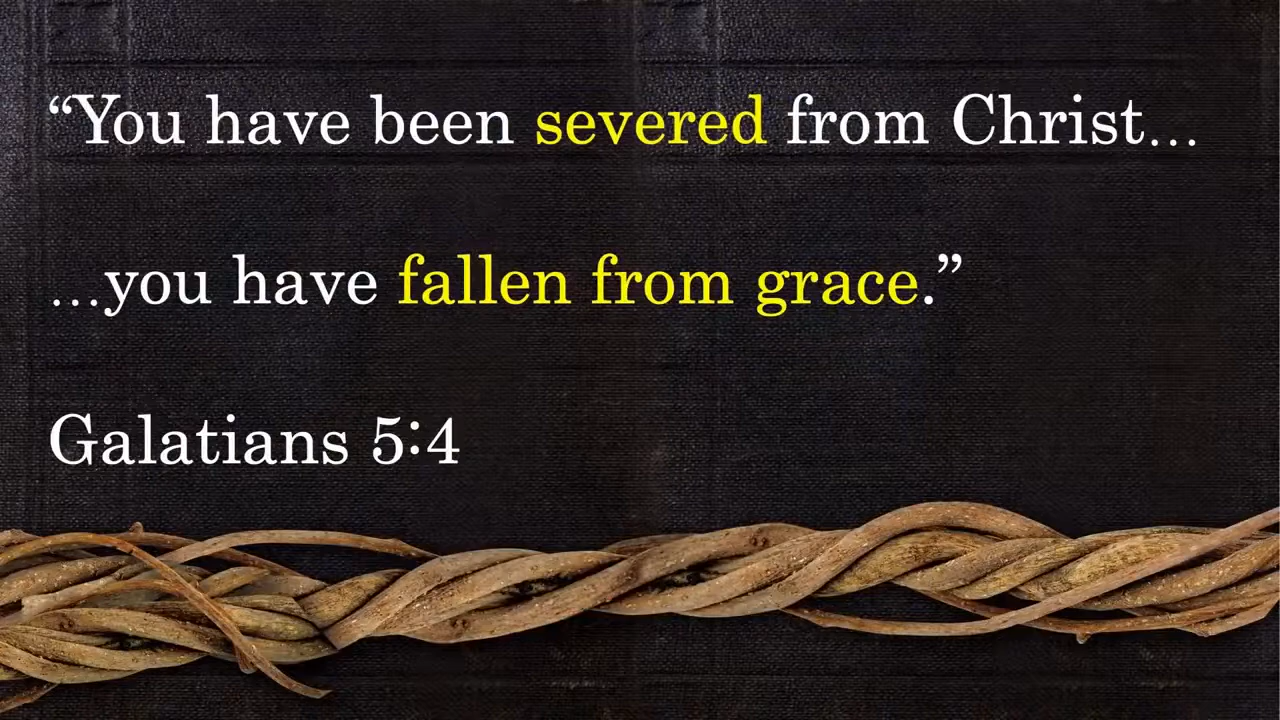 “You have been severed from Christ...
...you have fallen from grace.”
Galatians 5:4